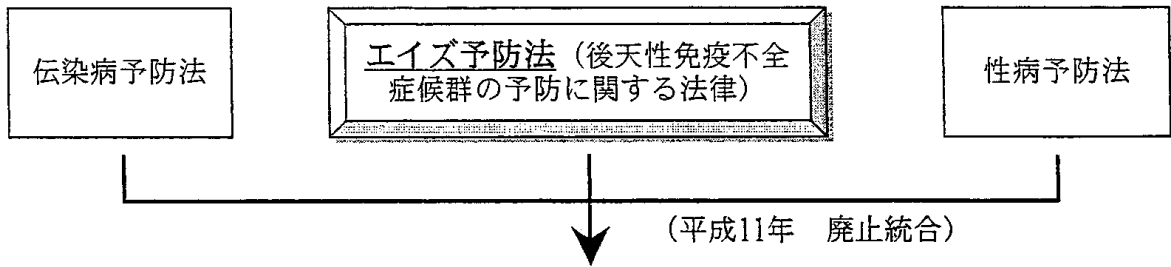 伝染病予防法
エイズ予防法（後天性免疫不全
症候群の予防に関する法律）
性病予防法
（平成11年　廃止統合）